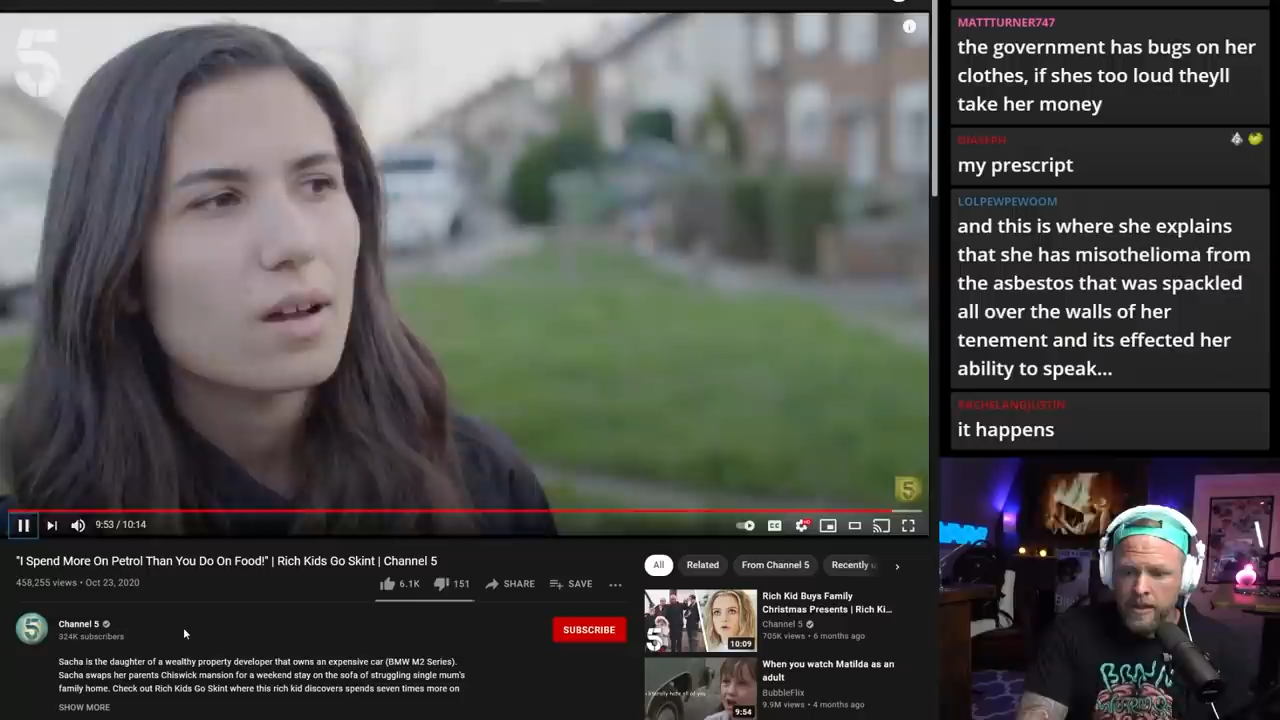 5
MATTTURNER747
the government has bugs on her
clothes, if shes too loud theyll
take her money
my prescript
LOLPEWPEWOOM
and this is where she explains
that she has misothelioma from
the asbestos that was spackled
all over the walls of her
tenement and its effected her
ability to speak...
it happens
5
9:53 / 10:14
"I Spend More On Petrol Than You Do On Food!" | Rich Kids Go Skint | Channel 5
458,255 views • Oct 23, 2020
6.1K
151
SHARE
SAVE
Channel 5
324K subscribers
SUBSCRIBE
Sacha is the daughter of a wealthy property developer that owns an expensive car (BMW M2 Series).
Sacha swaps her parents Chiswick mansion for a weekend stay on the sofa of struggling single mum's
family home. Check out Rich Kids Go Skint where this rich kid discovers spends seven times more on
SHOW MORE
All
Related
From Channel 5
Recently
Rich Kid Buys Family
Christmas Presents | Rich Ki...
Channel 5
705K views • 6 months ago
10:09
When you watch Matilda as an
adult
BubbleFlix
9.9M views • 4 months ago
9:54